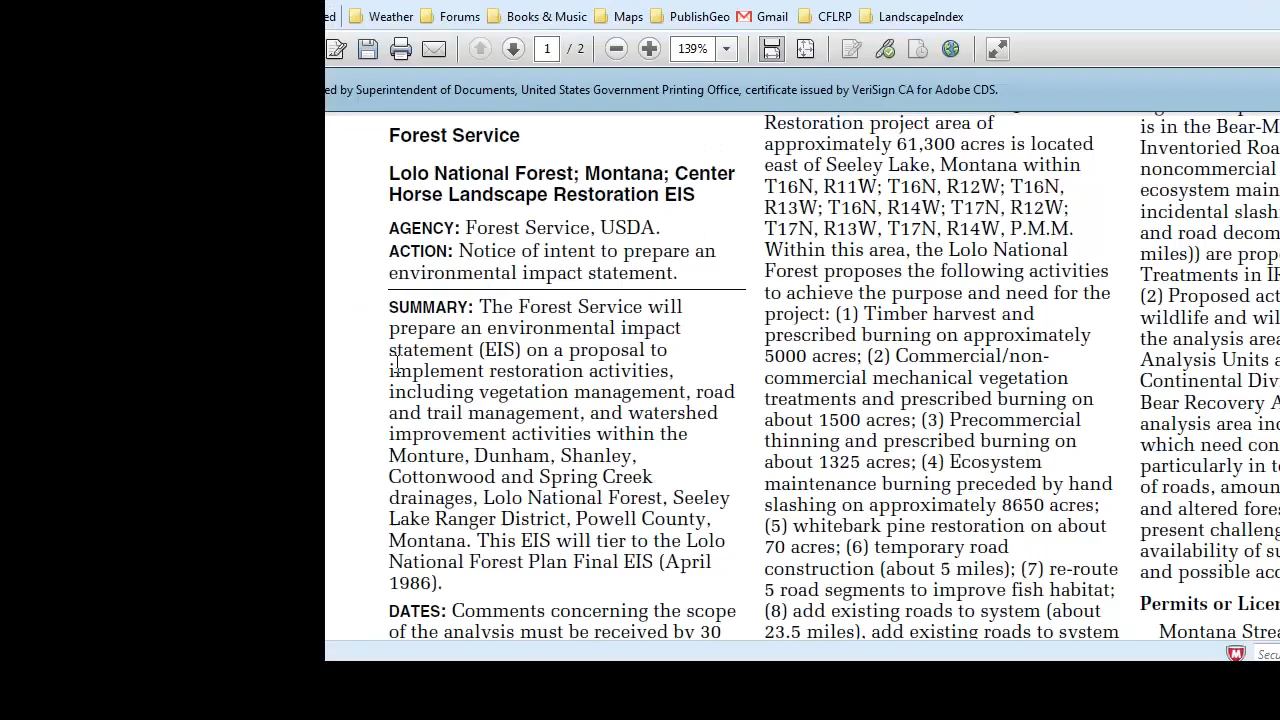 ed Weather Forums Books & Music Maps PublishGeo Gmail CFLRP LandscapeIndex
1 / 2 139%
ed by Superintendent of Documents, United States Government Printing Office, certificate issued by VeriSign CA for Adobe CDS.
Forest Service
Lolo National Forest; Montana; Center
Horse Landscape Restoration EIS
AGENCY: Forest Service, USDA.
ACTION: Notice of intent to prepare an
environmental impact statement.
SUMMARY: The Forest Service will
prepare an environmental impact
statement (EIS) on a proposal to
implement restoration activities,
including vegetation management, road
and trail management, and watershed
improvement activities within the
Monture, Dunham, Shanley,
Cottonwood and Spring Creek
drainages, Lolo National Forest, Seeley
Lake Ranger District, Powell County,
Montana. This EIS will tier to the Lolo
National Forest Plan Final EIS (April
1986).
DATES: Comments concerning the scope
of the analysis must be received by 30
Restoration project area of
approximately 61,300 acres is located
east of Seeley Lake, Montana within
T16N, R11W; T16N, R12W; T16N,
R13W; T16N, R14W; T17N, R12W;
T17N, R13W, T17N, R14W, P.M.M.
Within this area, the Lolo National
Forest proposes the following activities
to achieve the purpose and need for the
project: (1) Timber harvest and
prescribed burning on approximately
5000 acres; (2) Commercial/non-
commercial mechanical vegetation
treatments and prescribed burning on
about 1500 acres; (3) Precommercial
thinning and prescribed burning on
about 1325 acres; (4) Ecosystem
maintenance burning preceded by hand
slashing on approximately 8650 acres;
(5) whitebark pine restoration on about
70 acres; (6) temporary road
construction (about 5 miles); (7) re-route
5 road segments to improve fish habitat;
(8) add existing roads to system (about
23.5 miles), add existing roads to system
is in the Bear-M
Inventoried Roa
noncommercial
ecosystem main
incidental slash
and road decom
miles)) are prop
Treatments in IR
(2) Proposed act
wildlife and wil
the analysis area
Analysis Units a
Continental Div
Bear Recovery A
analysis area inc
which need con
particularly in te
of roads, amoun
and altered fores
present challeng
availability of su
and possible acc
Permits or Licen
Montana Strea
Secu